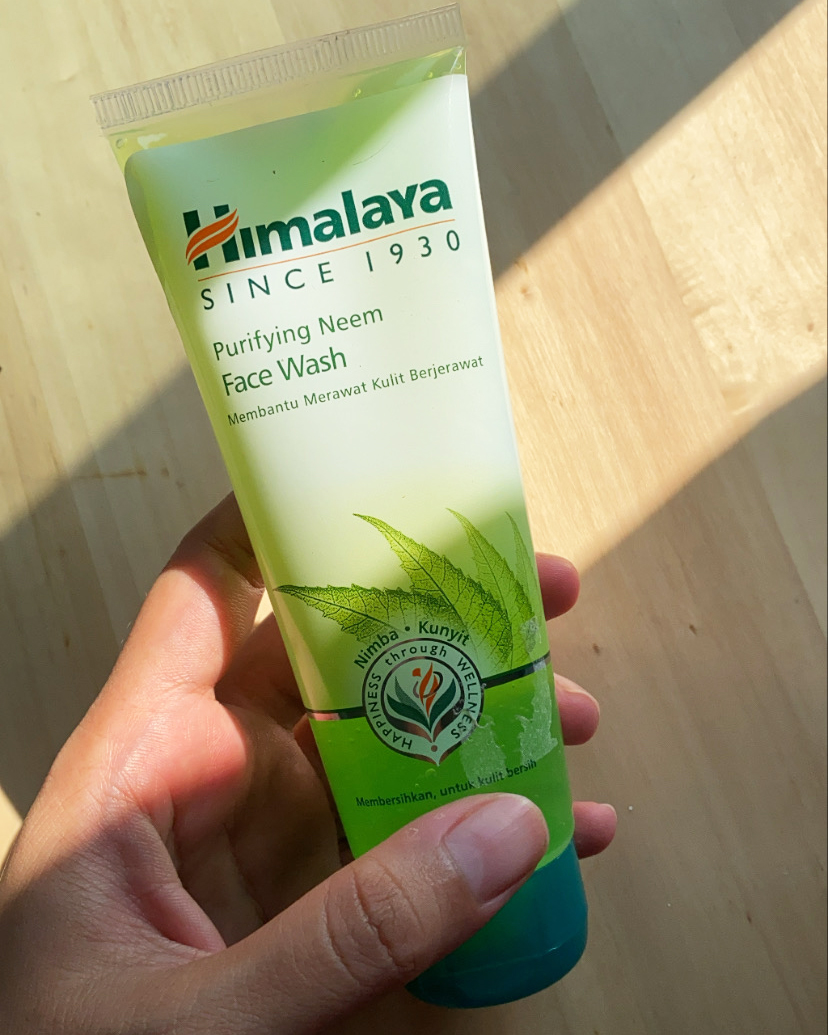 Himalaya
SINCE 1930
Purifying Neem
Face Wash
Membantu Merawat Kulit Berjerawat
Nimba • Kunyit
HAPPINESS through WELLNESS
Membersihkan, untuk kulit bersih